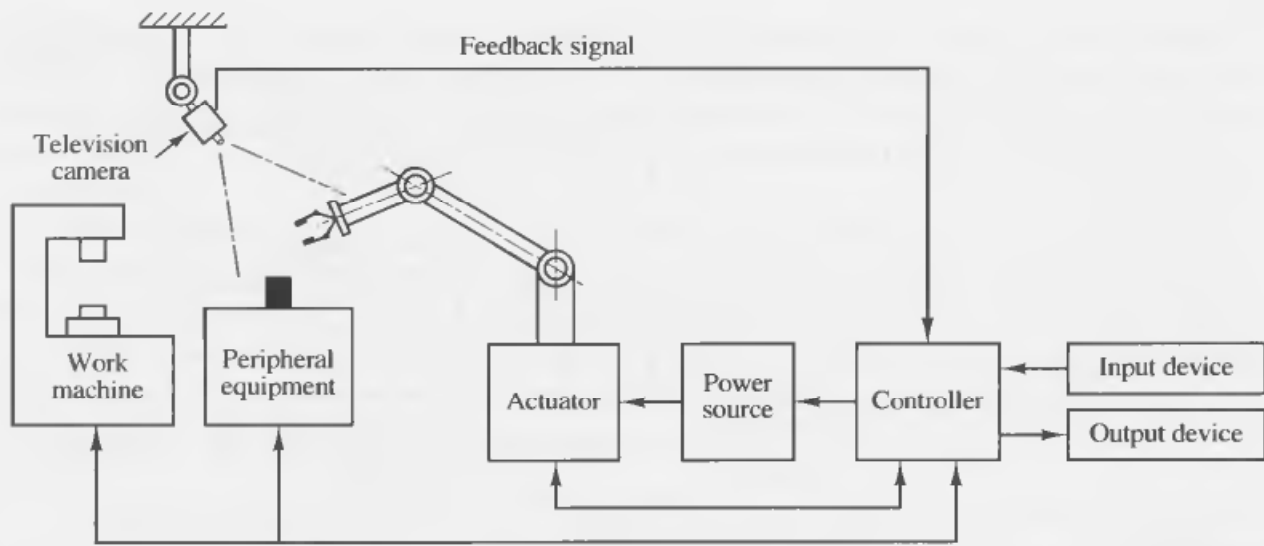 Feedback signal
Television
camera
Work
machine
Peripheral
equipment
Actuator
Power
source
Controller
Input device
Output device